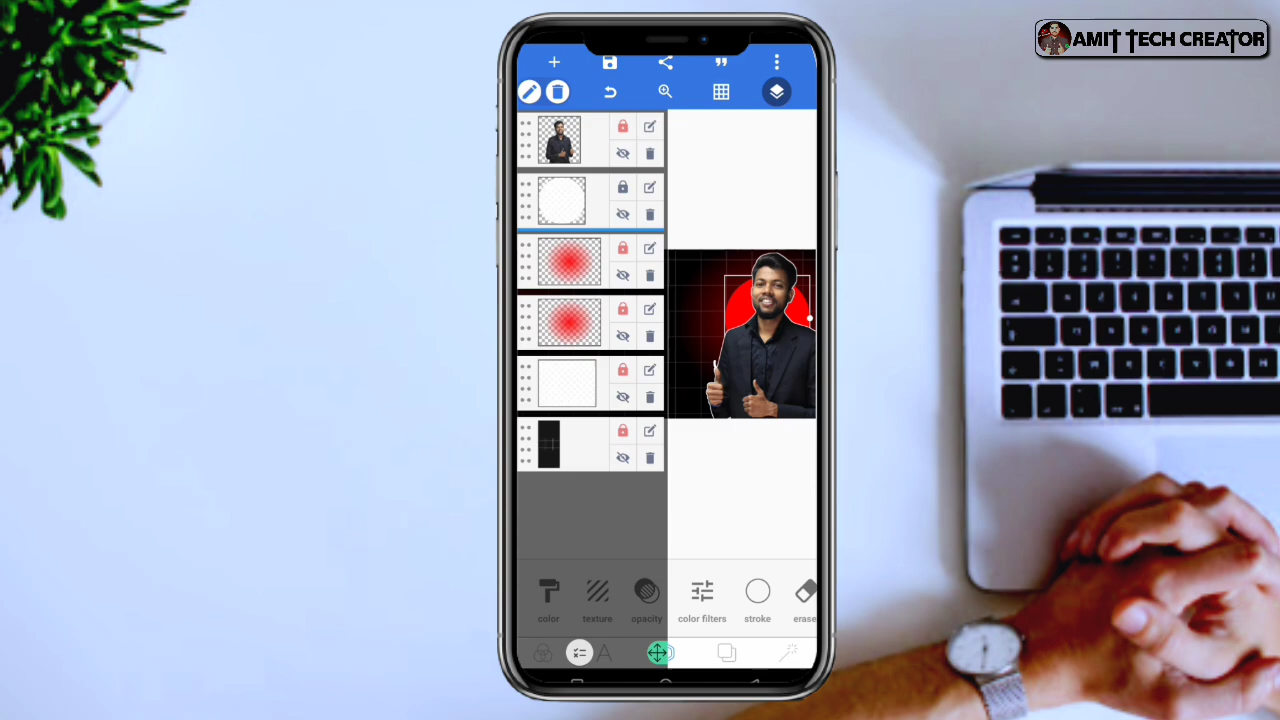 AMIT TECH CREATOR
color
texture
opacity
color filters
stroke
erase